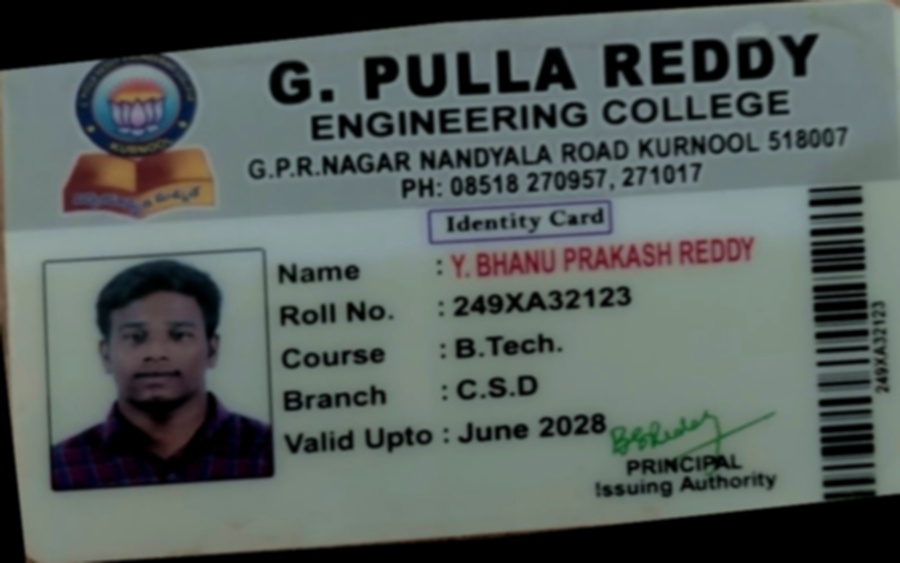 G. PULLA REDDY
ENGINEERING COLLEGE
G.P.R.NAGAR NANDYALA ROAD KURNOOL 518007
PH: 08518 270957, 271017
KURNOOL
Identity Card
Name : Y. BHANU PRAKASH REDDY
Roll No. : 249XA32123
Course : B.Tech.
Branch : C.S.D
Valid Upto : June 2028
PRINCIPAL
Issuing Authority
249XA32123